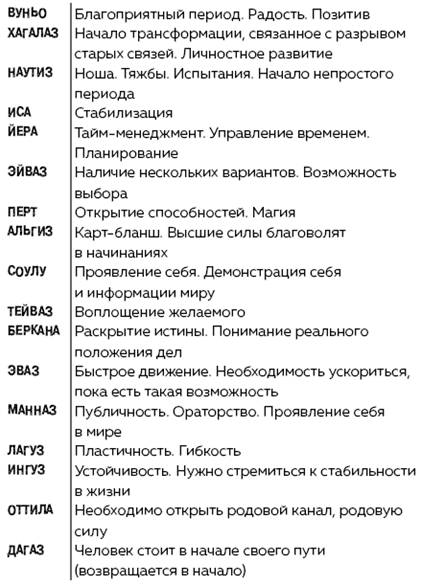 ВУНЬО Благоприятный период. Радость. Позитив
ХАГАЛАЗ Начало трансформации, связанное с разрывом
старых связей. Личностное развитие
НАУТИЗ Ноша. Тяжбы. Испытания. Начало непростого
периода
ИСА Стабилизация
ЙЕРА Тайм-менеджмент. Управление временем.
Планирование
ЭЙВАЗ Наличие нескольких вариантов. Возможность
выбора
ПЕРТ Открытие способностей. Магия
АЛЬГИЗ Карт-бланш. Высшие силы благоволят
в начинаниях
СОУЛУ Проявление себя. Демонстрация себя
и информации миру
ТЕЙВАЗ Воплощение желаемого
БЕРКАНА Раскрытие истины. Понимание реального
положения дел
ЭВАЗ Быстрое движение. Необходимость ускориться,
пока есть такая возможность
МАННАЗ Публичность. Ораторство. Проявление себя
в мире
ЛАГУЗ Пластичность. Гибкость
ИНГУЗ Устойчивость. Нужно стремиться к стабильности
в жизни
ОТТИЛА Необходимо открыть родовой канал, родовую
силу
ДАГАЗ Человек стоит в начале своего пути
(возвращается в начало)